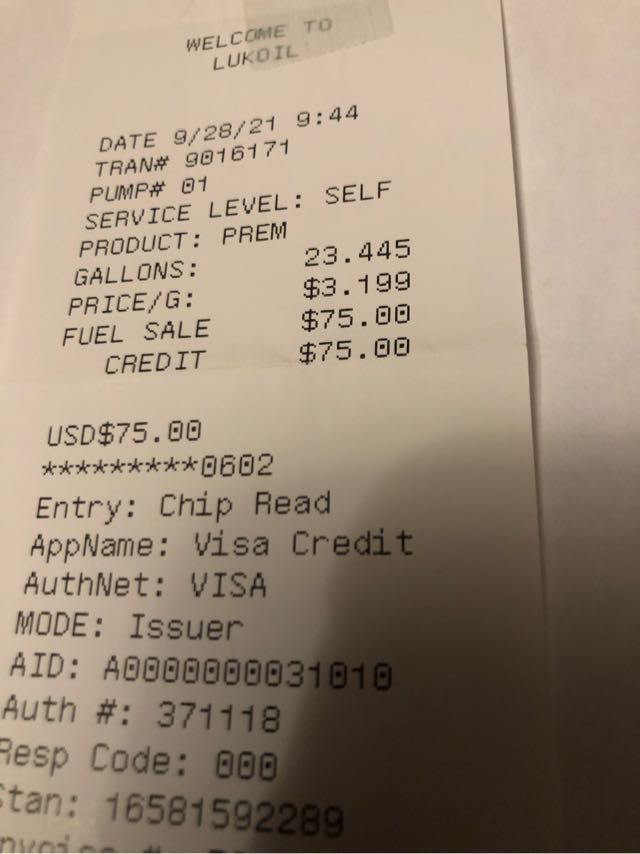 WELCOME TO
LUKOIL
DATE 9/28/21 9:44
TRAN# 9016171
PUMP# 01
SERVICE LEVEL: SELF
PRODUCT: PREM
GALLONS: 23.445
PRICE/G: $3.199
FUEL SALE $75.00
CREDIT $75.00
USD$75.00
*********0602
Entry: Chip Read
AppName: Visa Credit
AuthNet: VISA
MODE: Issuer
AID: A0000000031010
Auth #: 371118
Resp Code: 000
Stan: 16581592289